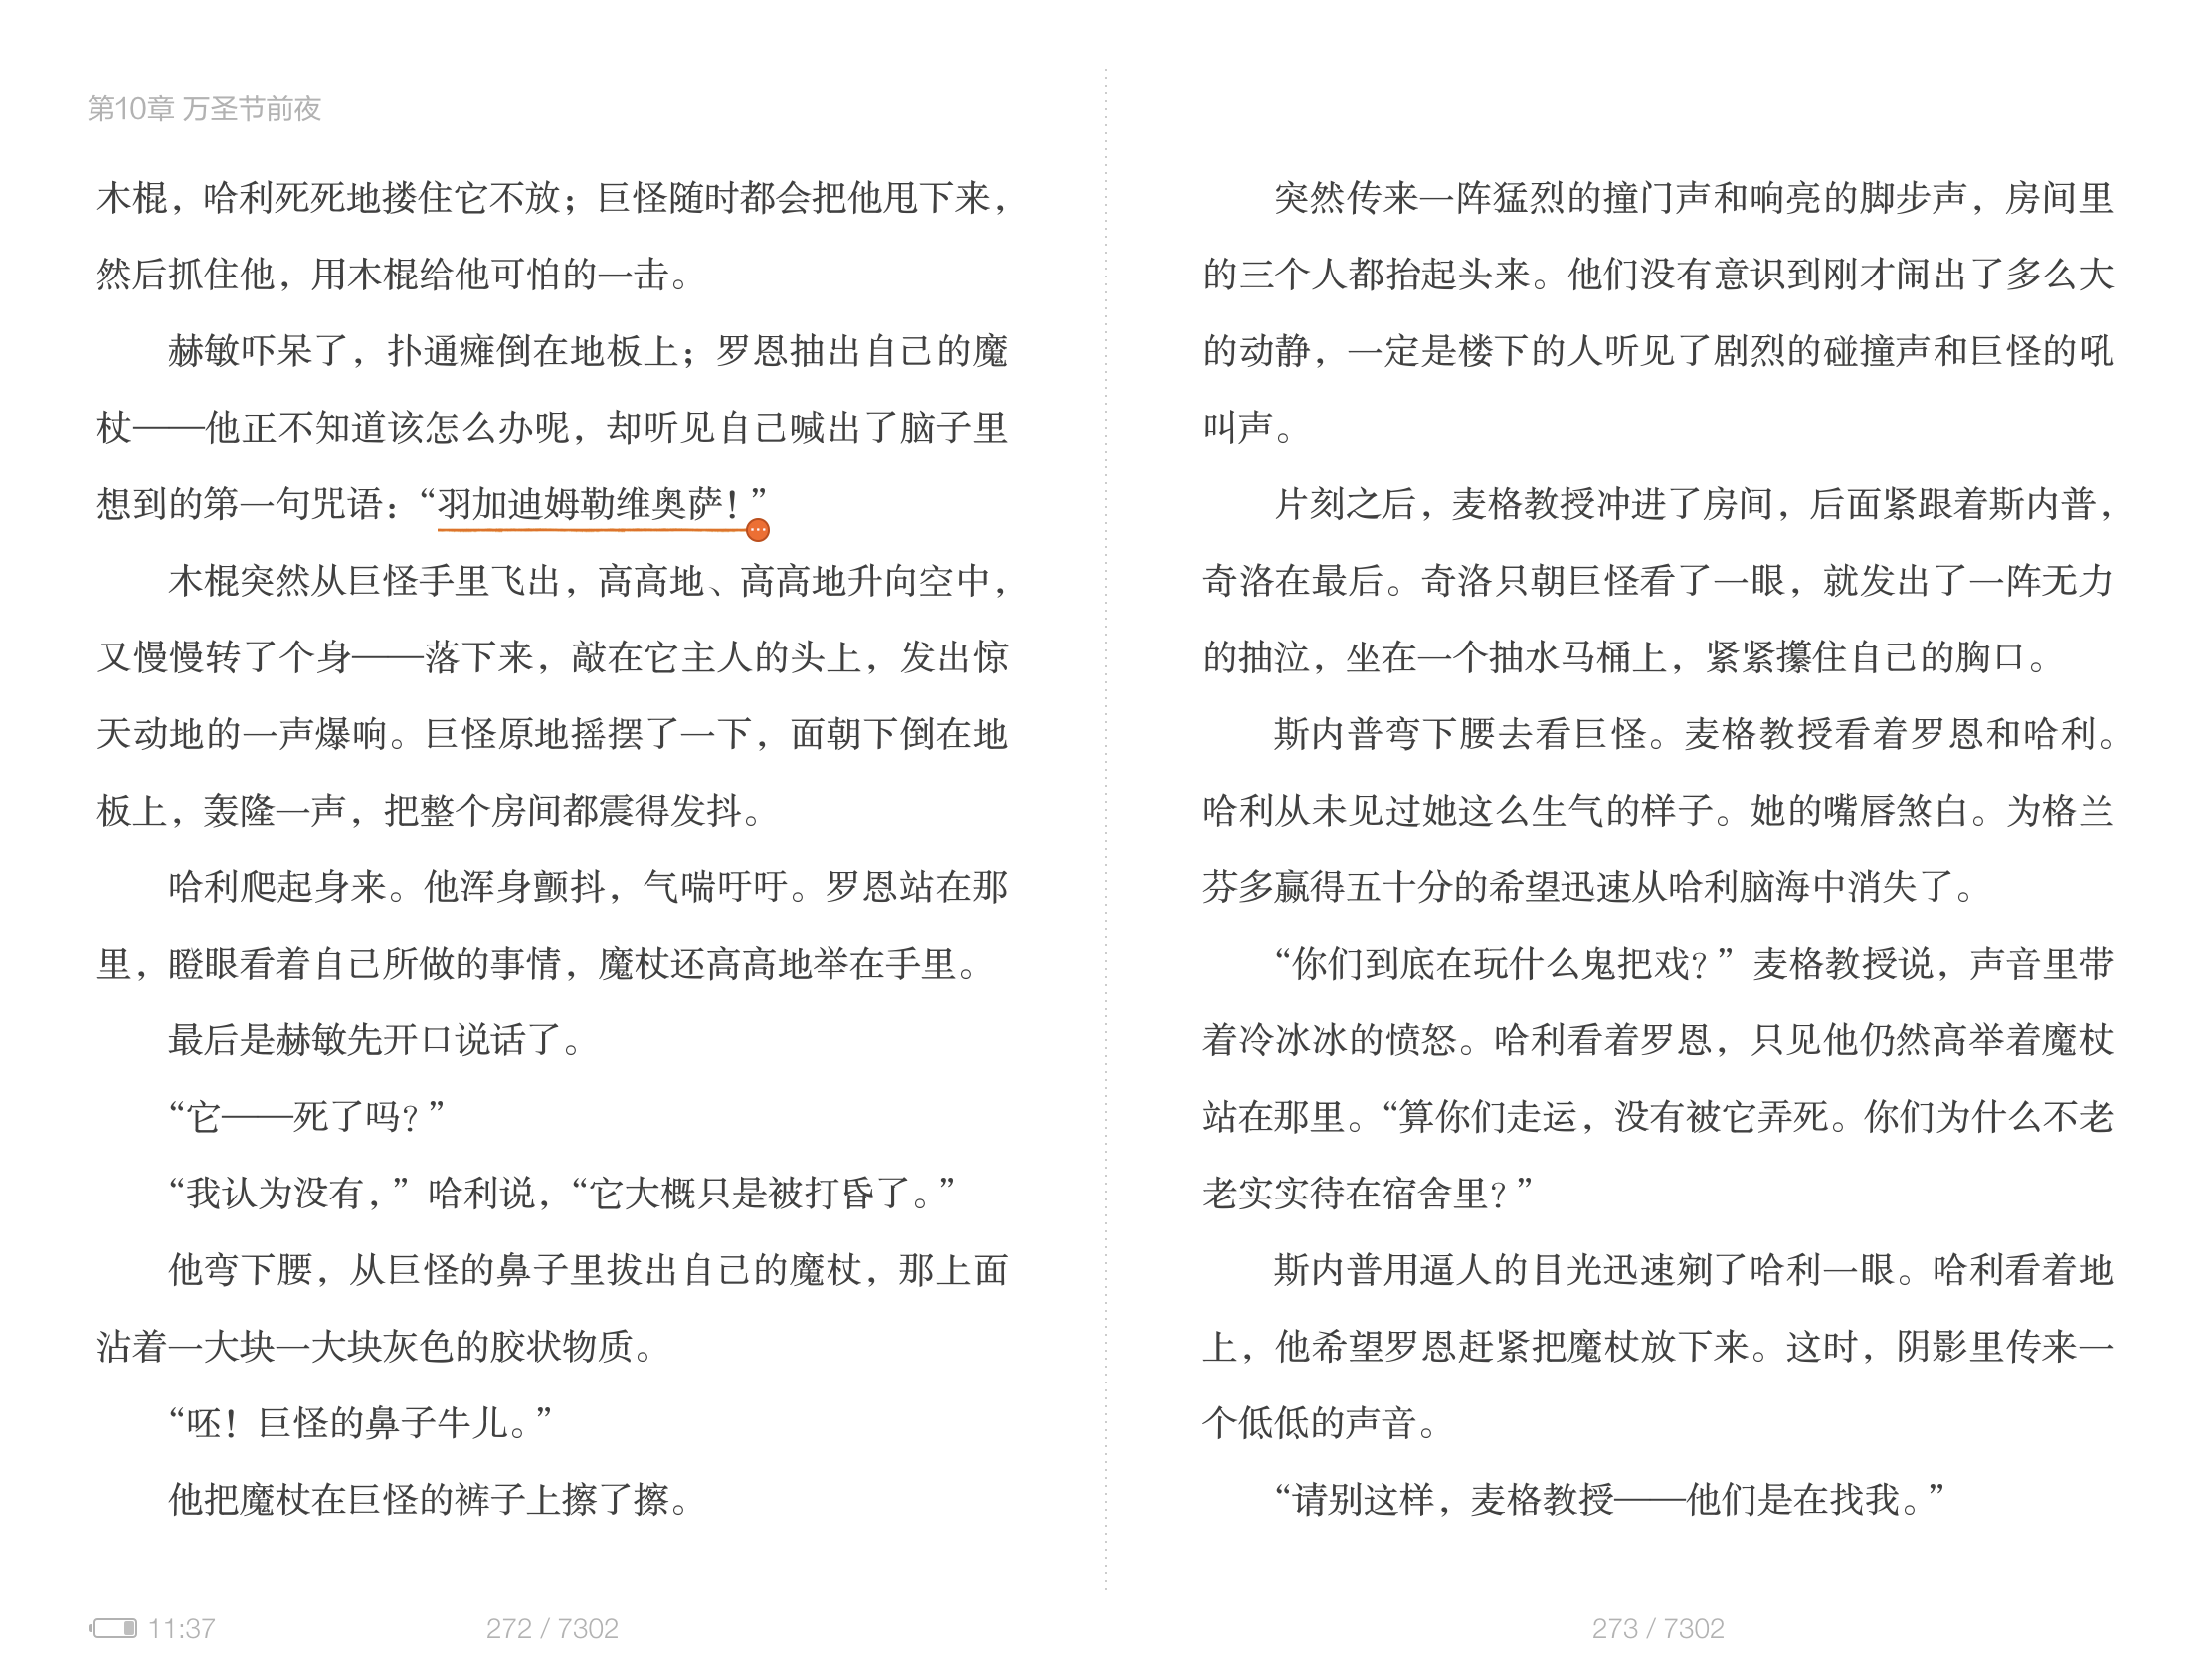 第10章 万圣节前夜
木棍，哈利死死地搂住它不放；巨怪随时都会把他甩下来，
然后抓住他，用木棍给他可怕的一击。
赫敏吓呆了，扑通瘫倒在地板上；罗恩抽出自己的魔
杖——他正不知道该怎么办呢，却听见自己喊出了脑子里
想到的第一句咒语：“羽加迪姆勒维奥萨！”
木棍突然从巨怪手里飞出，高高地、高高地升向空中，
又慢慢转了个身——落下来，敲在它主人的头上，发出惊
天动地的一声爆响。巨怪原地摇摆了一下，面朝下倒在地
板上，轰隆一声，把整个房间都震得发抖。
哈利爬起身来。他浑身颤抖，气喘吁吁。罗恩站在那
里，瞪眼看着自己所做的事情，魔杖还高高地举在手里。
最后是赫敏先开口说话了。
“它——死了吗？”
“我认为没有，”哈利说，“它大概只是被打昏了。”
他弯下腰，从巨怪的鼻子里拔出自己的魔杖，那上面
沾着一大块一大块灰色的胶状物质。
“呸！巨怪的鼻子牛儿。”
他把魔杖在巨怪的裤子上擦了擦。
突然传来一阵猛烈的撞门声和响亮的脚步声，房间里
的三个人都抬起头来。他们没有意识到刚才闹出了多么大
的动静，一定是楼下的人听见了剧烈的碰撞声和巨怪的吼
叫声。
片刻之后，麦格教授冲进了房间，后面紧跟着斯内普，
奇洛在最后。奇洛只朝巨怪看了一眼，就发出了一阵无力
的抽泣，坐在一个抽水马桶上，紧紧攥住自己的胸口。
斯内普弯下腰去看巨怪。麦格教授看着罗恩和哈利。
哈利从未见过她这么生气的样子。她的嘴唇煞白。为格兰
芬多赢得五十分的希望迅速从哈利脑海中消失了。
“你们到底在玩什么鬼把戏？”麦格教授说，声音里带
着冷冰冰的愤怒。哈利看着罗恩，只见他仍然高举着魔杖
站在那里。“算你们走运，没有被它弄死。你们为什么不老
老实实待在宿舍里？”
斯内普用逼人的目光迅速剜了哈利一眼。哈利看着地
上，他希望罗恩赶紧把魔杖放下来。这时，阴影里传来一
个低低的声音。
“请别这样，麦格教授——他们是在找我。”
11:37
272 / 7302
273 / 7302